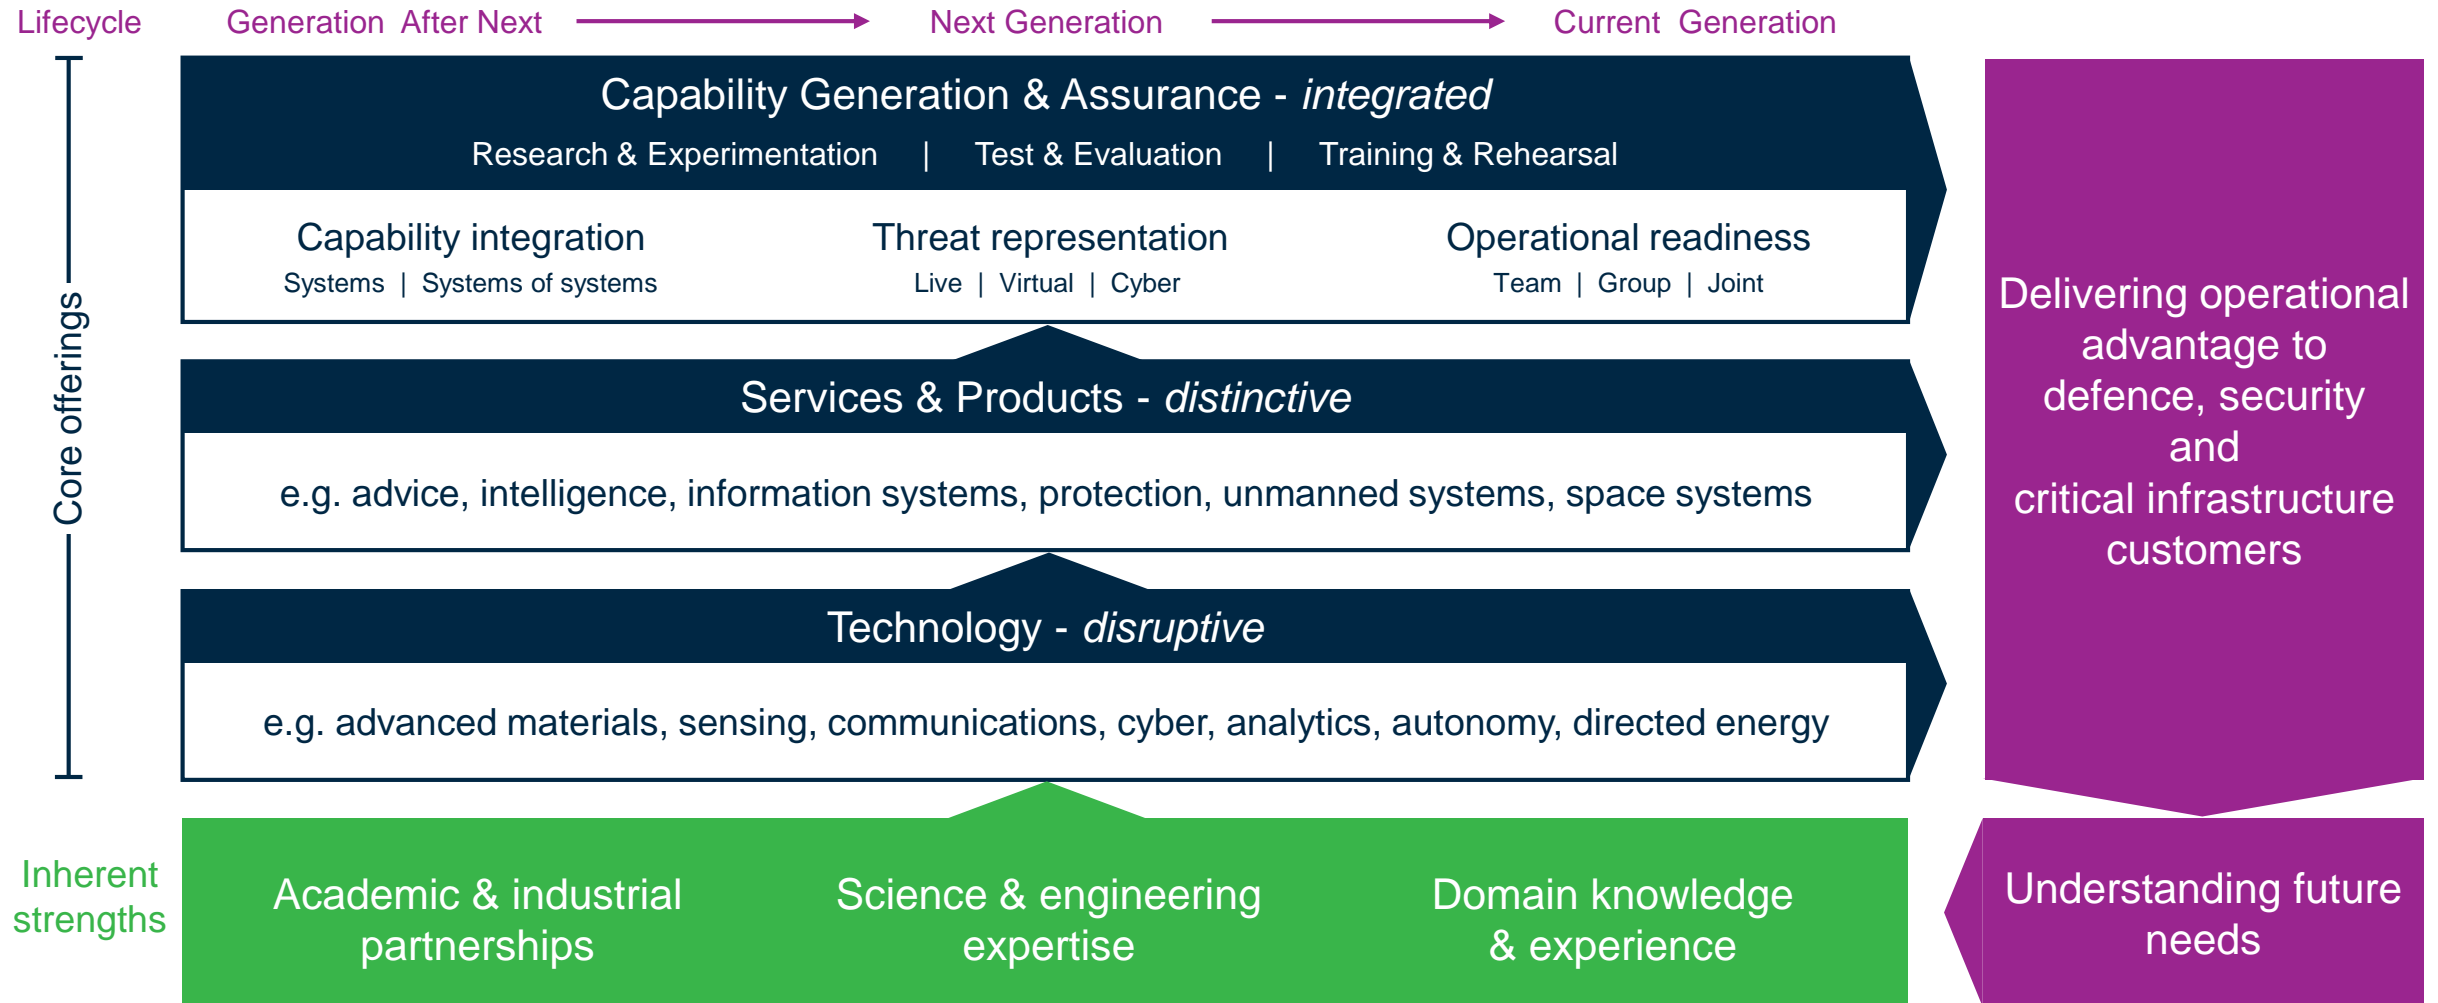 Lifecycle Generation After Next Next Generation Current Generation
Capability Generation & Assurance - integrated
Research & Experimentation | Test & Evaluation | Training & Rehearsal
Capability integration Threat representation Operational readiness
Systems | Systems of systems Live | Virtual | Cyber Team | Group | Joint
Core offerings
Services & Products - distinctive
e.g. advice, intelligence, information systems, protection, unmanned systems, space systems
Technology - disruptive
e.g. advanced materials, sensing, communications, cyber, analytics, autonomy, directed energy
Delivering operational
advantage to
defence, security
and
critical infrastructure
customers
Inherent
strengths
Academic & industrial
partnerships
Science & engineering
expertise
Domain knowledge
& experience
Understanding future
needs